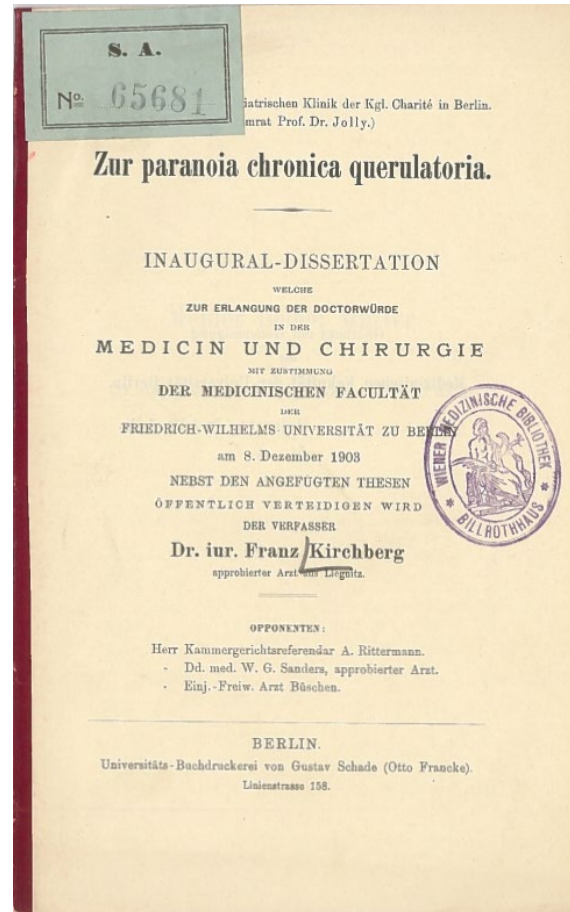 S. A.
No. 65681
iatrischen Klinik der Kgl. Charité in Berlin.
mrat Prof. Dr. Jolly.)
Zur paranoia chronica querulatoria.
INAUGURAL-DISSERTATION
WELCHE
ZUR ERLANGUNG DER DOCTORWÜRDE
IN DER
MEDICIN UND CHIRURGIE
MIT ZUSTIMMUNG
DER MEDICINISCHEN FACULTÄT
DER
FRIEDRICH-WILHELMS-UNIVERSITÄT ZU BERLIN
am 8. Dezember 1903
NEBST DEN ANGEFÜGTEN THESEN
ÖFFENTLICH VERTEIDIGEN WIRD
DER VERFASSER
Dr. iur. Franz Kirchberg
approbierter Arzt aus Liegnitz.
WIENER MEDIZINISCHE BIBLIOTHEK
* BILLROTHHAUS *
OPPONENTEN:
Herr Kammergerichtsreferendar A. Rittermann.
- Dd. med. W. G. Sanders, approbierter Arzt.
- Einj.-Freiw. Arzt Büschen.
BERLIN.
Universitäts-Buchdruckerei von Gustav Schade (Otto Francke).
Linienstrasse 158.